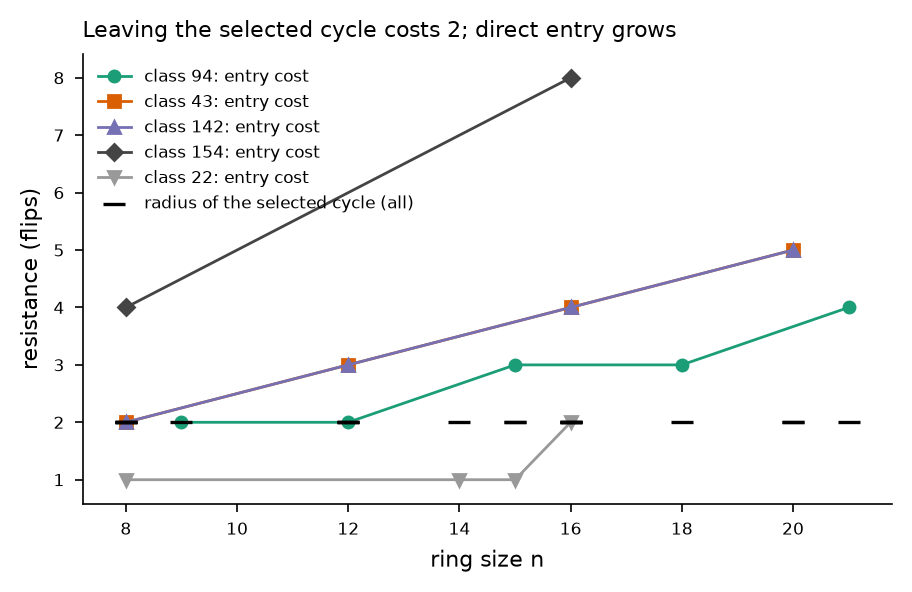 Leaving the selected cycle costs 2; direct entry grows
class 94: entry cost
class 43: entry cost
class 142: entry cost
class 154: entry cost
class 22: entry cost
radius of the selected cycle (all)
resistance (flips)
8
7
6
5
4
3
2
1
8 10 12 14 16 18 20
ring size n